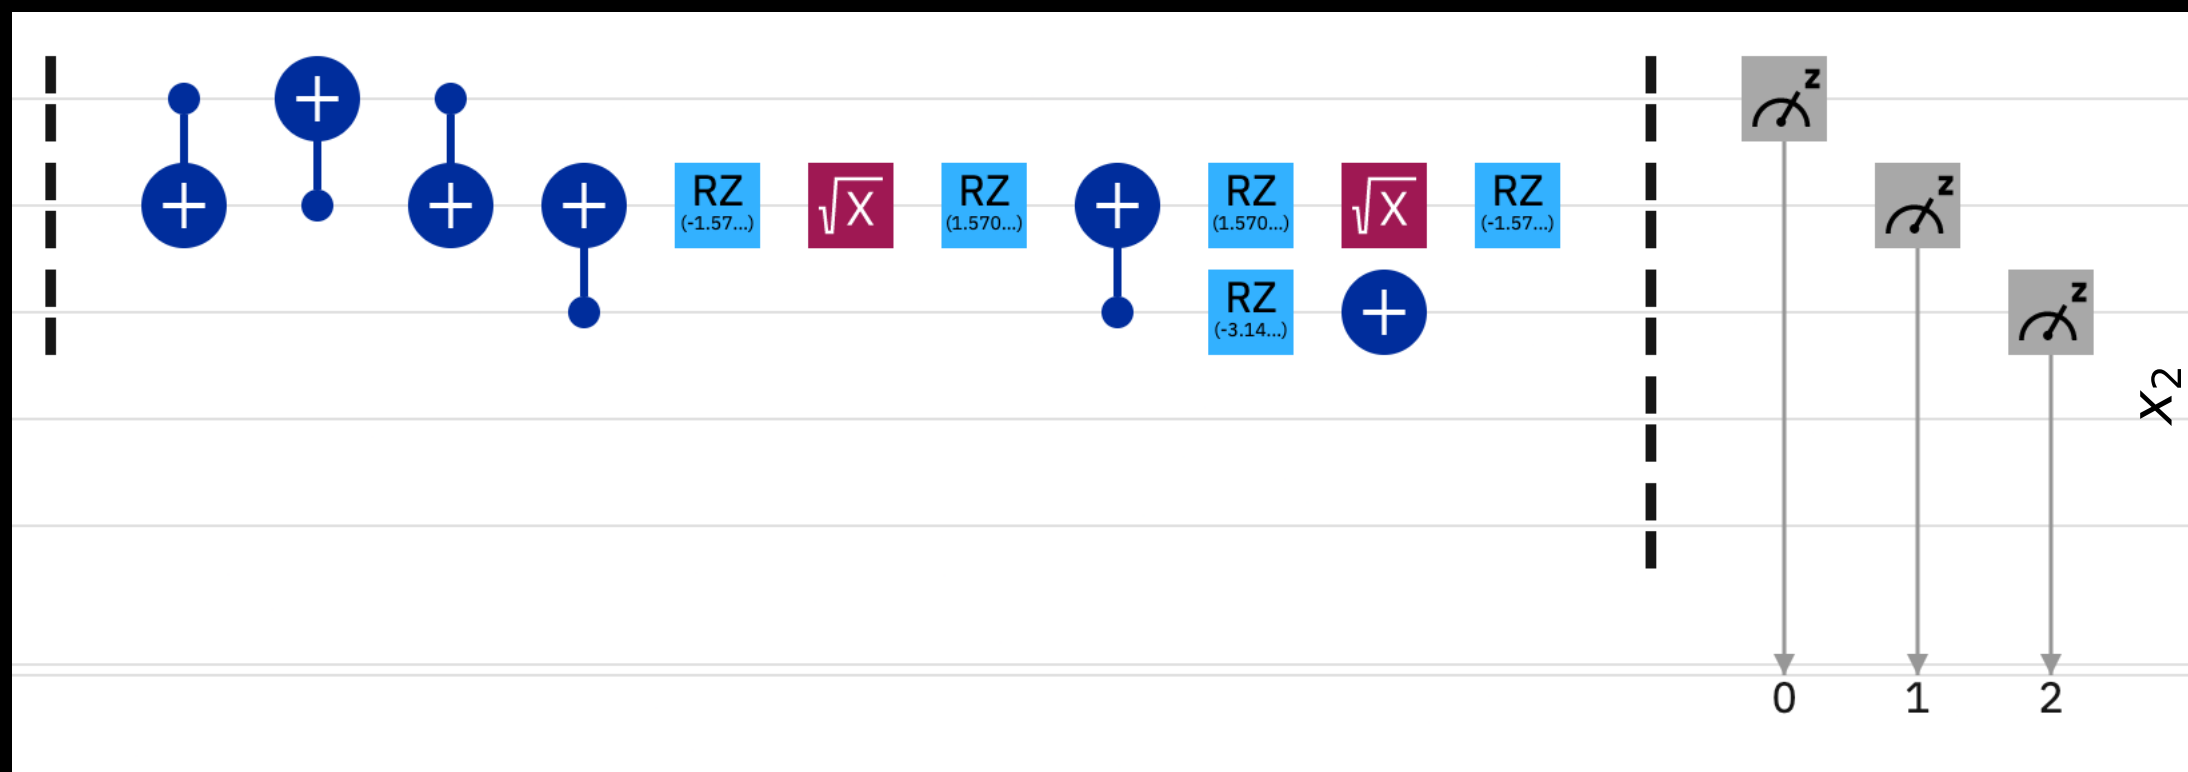 z
z
RZ √X RZ RZ √X RZ
(-1.57...) (1.570...) (1.570...) (-1.57...)
RZ z
(-3.14...)
x2
0 1 2